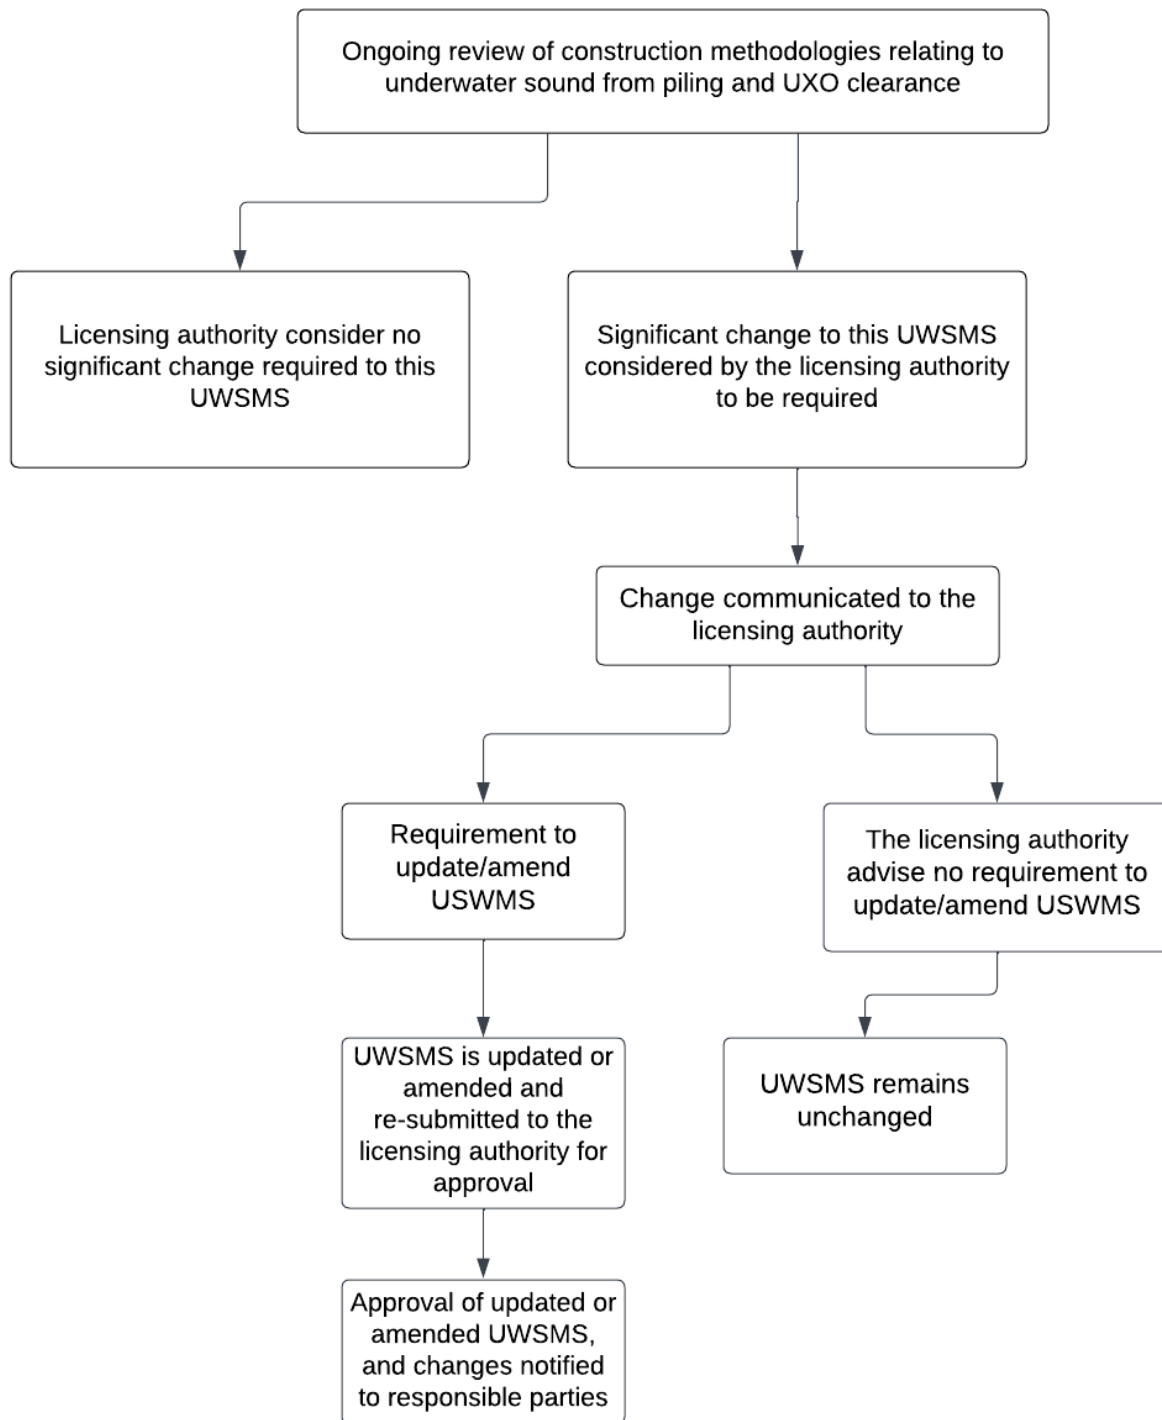 Ongoing review of construction methodologies relating to
underwater sound from piling and UXO clearance
Licensing authority consider no
significant change required to this
UWSMS
Significant change to this UWSMS
considered by the licensing authority
to be required
Change communicated to the
licensing authority
Requirement to
update/amend
USWMS
The licensing authority
advise no requirement to
update/amend USWMS
UWSMS is updated or
amended and
re-submitted to the
licensing authority for
approval
UWSMS remains
unchanged
Approval of updated or
amended UWSMS,
and changes notified
to responsible parties